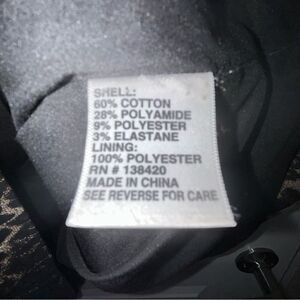 SHELL:
60% COTTON
28% POLYAMIDE
9% POLYESTER
3% ELASTANE
LINING:
100% POLYESTER
RN # 138420
MADE IN CHINA
SEE REVERSE FOR CARE